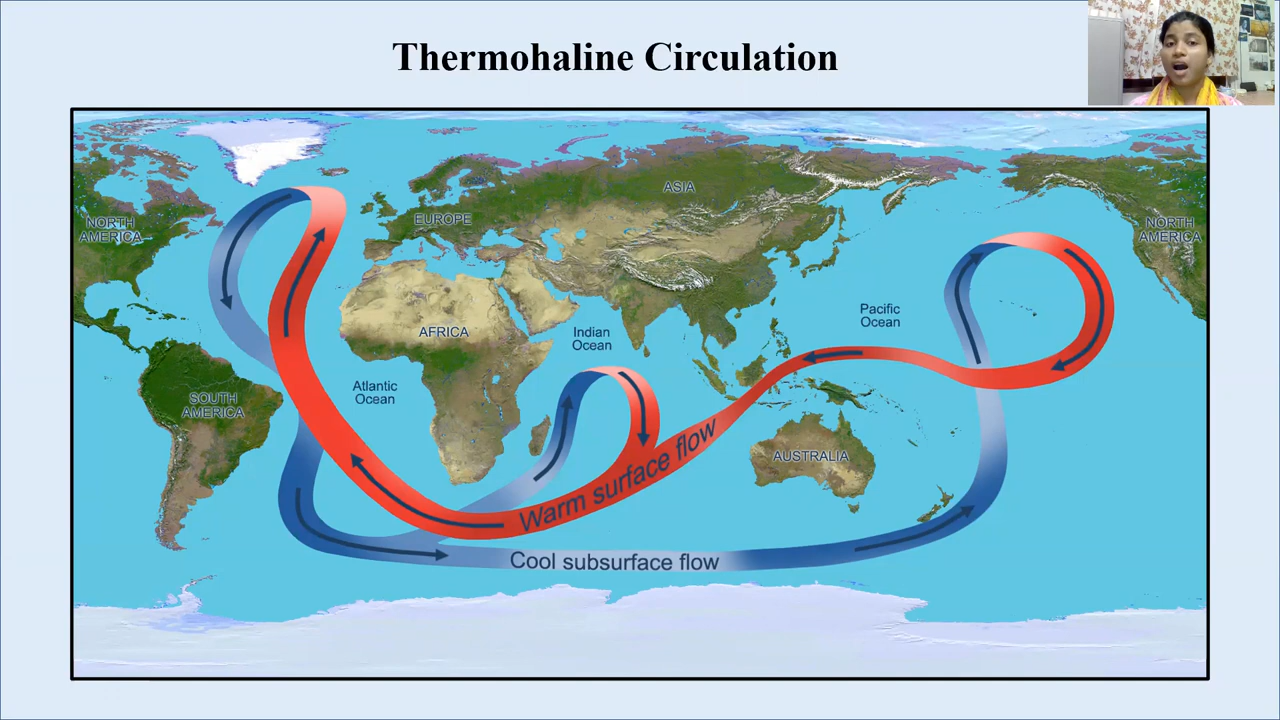 Thermohaline Circulation
NORTH
AMERICA
EUROPE
ASIA
NORTH
AMERICA
AFRICA
Indian
Ocean
Pacific
Ocean
Atlantic
Ocean
SOUTH
AMERICA
AUSTRALIA
Warm surface flow
Cool subsurface flow